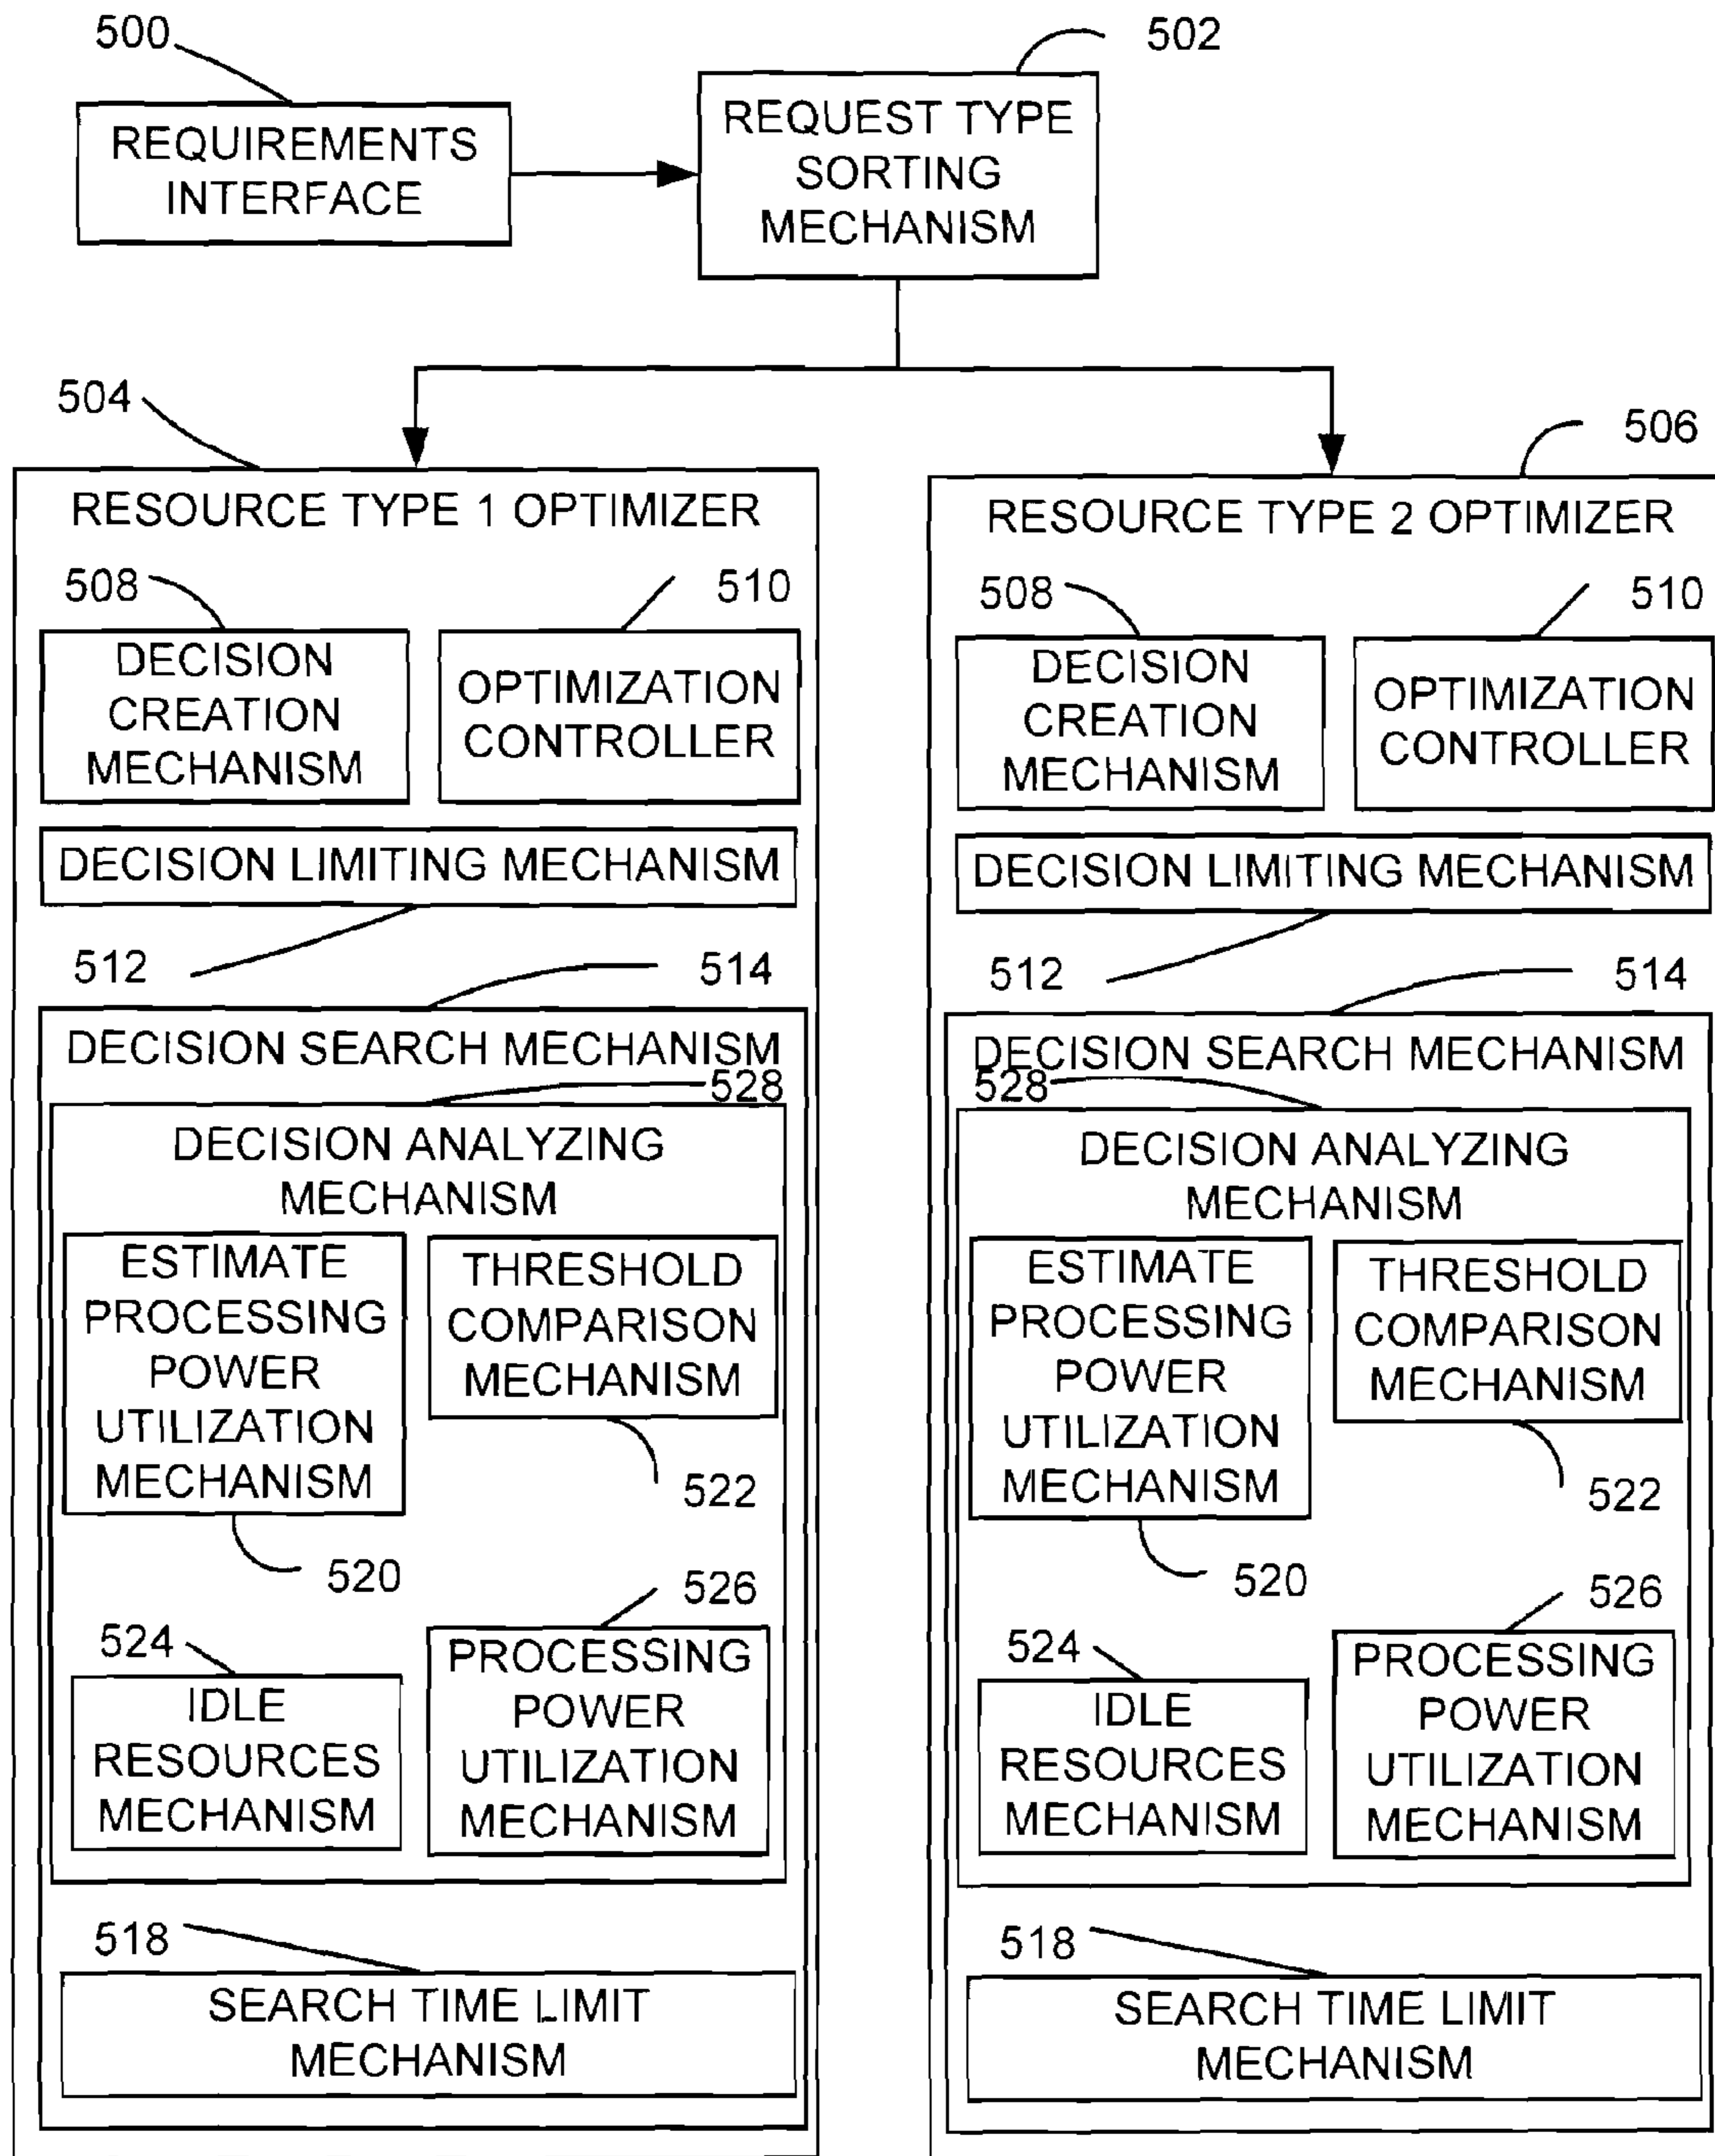 500
502
REQUIREMENTS
INTERFACE
REQUEST TYPE
SORTING
MECHANISM
504
506
RESOURCE TYPE 1 OPTIMIZER
508
510
DECISION
CREATION
MECHANISM
OPTIMIZATION
CONTROLLER
DECISION LIMITING MECHANISM
512
514
DECISION SEARCH MECHANISM
528
DECISION ANALYZING
MECHANISM
ESTIMATE
PROCESSING
POWER
UTILIZATION
MECHANISM
THRESHOLD
COMPARISON
MECHANISM
522
520
526
524
IDLE
RESOURCES
MECHANISM
PROCESSING
POWER
UTILIZATION
MECHANISM
518
SEARCH TIME LIMIT
MECHANISM
RESOURCE TYPE 2 OPTIMIZER
508
510
DECISION
CREATION
MECHANISM
OPTIMIZATION
CONTROLLER
DECISION LIMITING MECHANISM
512
514
DECISION SEARCH MECHANISM
528
DECISION ANALYZING
MECHANISM
ESTIMATE
PROCESSING
POWER
UTILIZATION
MECHANISM
THRESHOLD
COMPARISON
MECHANISM
522
520
526
524
IDLE
RESOURCES
MECHANISM
PROCESSING
POWER
UTILIZATION
MECHANISM
518
SEARCH TIME LIMIT
MECHANISM